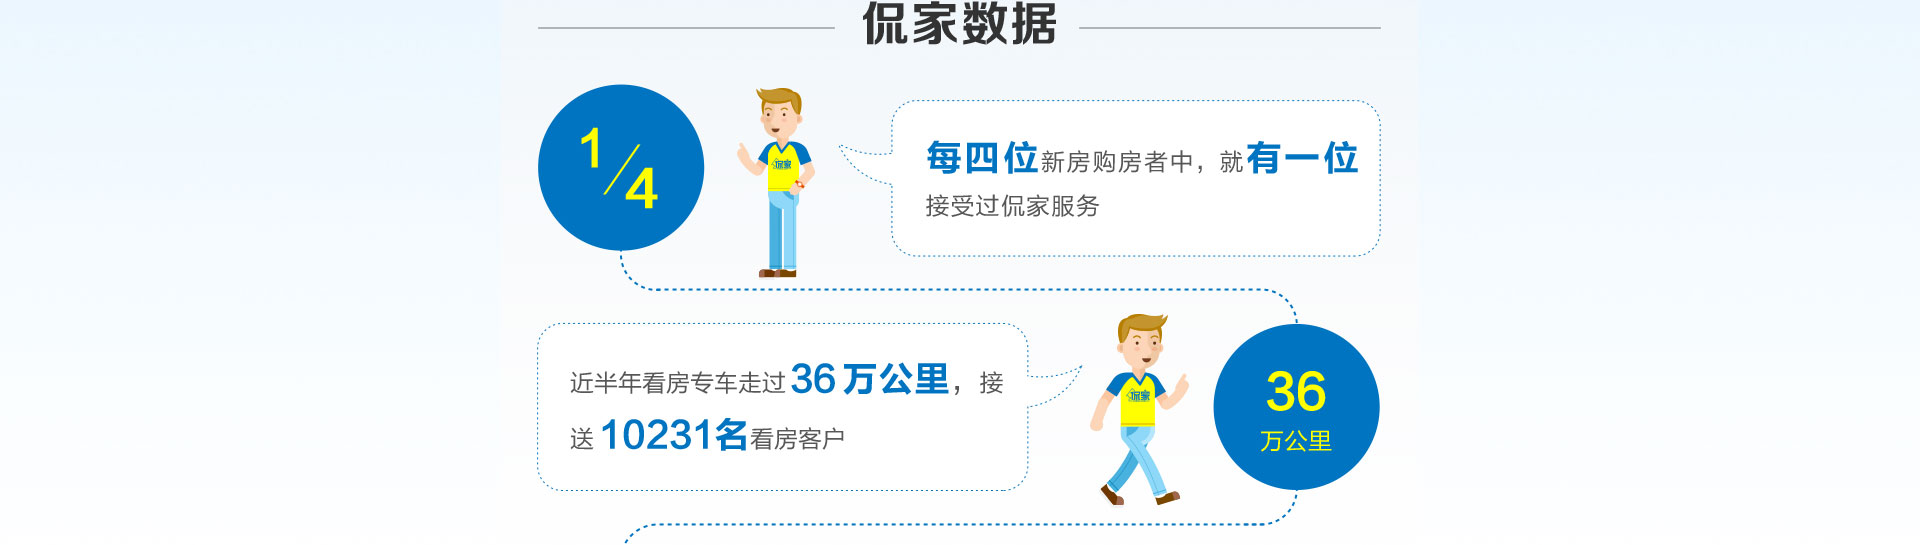 侃家数据
1/4
侃家
每四位新房购房者中，就有一位
接受过侃家服务
近半年看房专车走过36万公里，接
送10231名看房客户
侃家
36
万公里